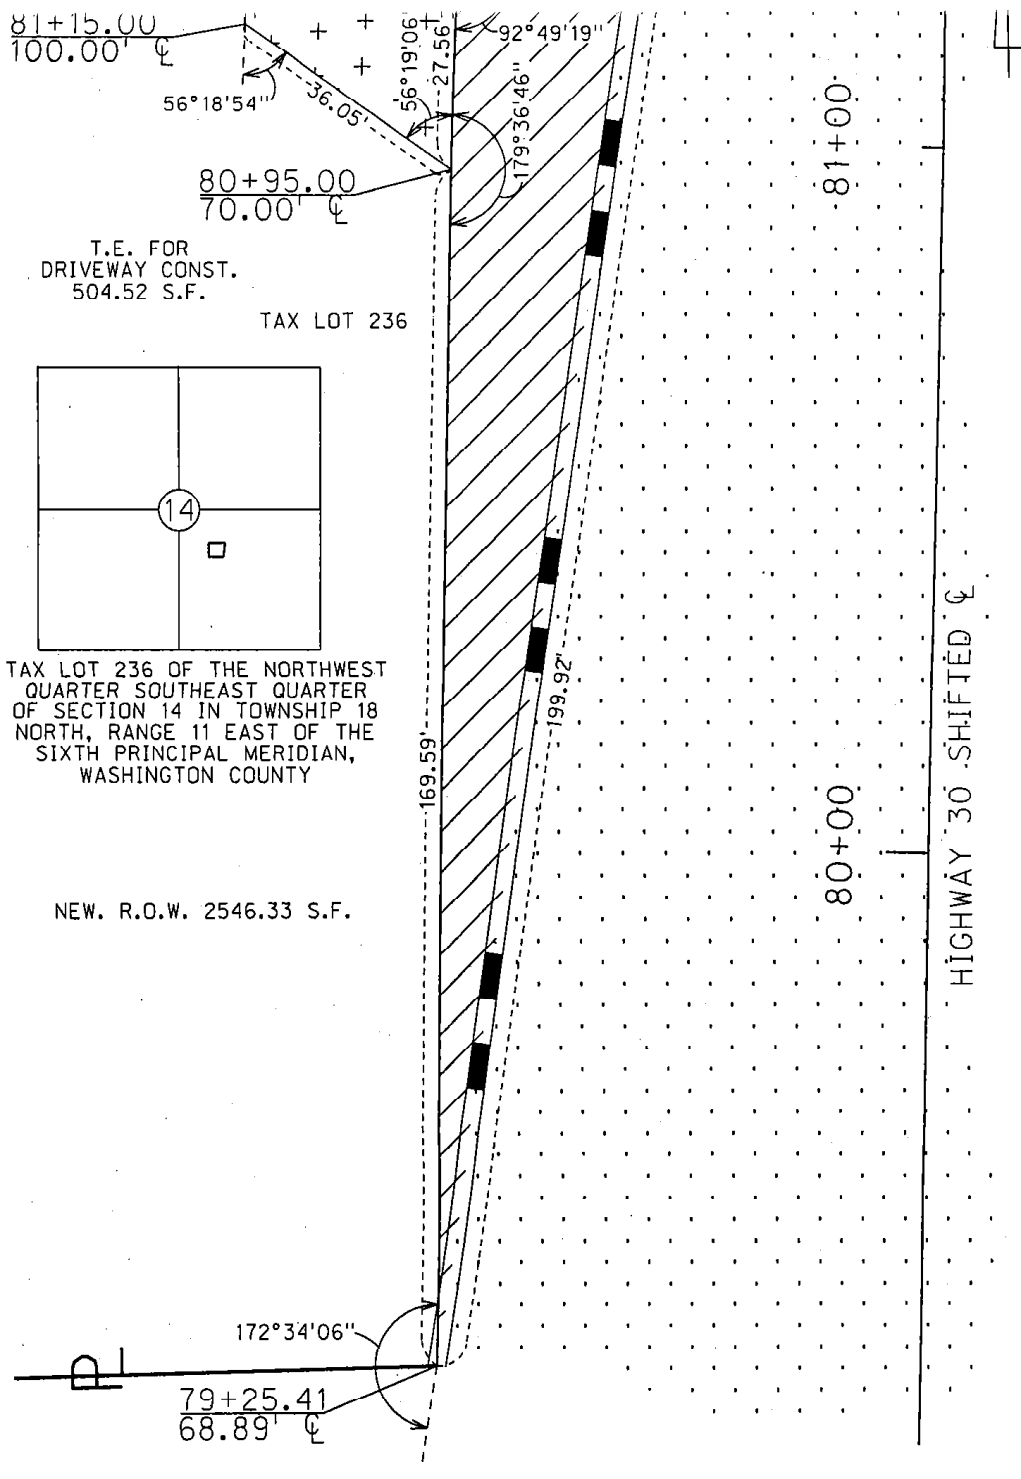 81+15.00
100.00' ℄
56°18'54"
36.05'
56°19'06"
27.56'
92°49'19"
179°36'46"
81+00
80+95.00
70.00' ℄
T.E. FOR
DRIVEWAY CONST.
504.52 S.F.
TAX LOT 236
14
TAX LOT 236 OF THE NORTHWEST
QUARTER SOUTHEAST QUARTER
OF SECTION 14 IN TOWNSHIP 18
NORTH, RANGE 11 EAST OF THE
SIXTH PRINCIPAL MERIDIAN,
WASHINGTON COUNTY
169.59'
199.92'
80+00
HIGHWAY 30 SHIFTED ℄
NEW. R.O.W. 2546.33 S.F.
172°34'06"
79+25.41
68.89' ℄